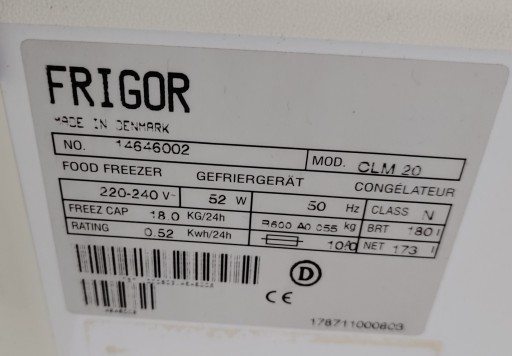 FRIGOR
MADE IN DENMARK
NO. 14646002 MOD. CLM 20
FOOD FREEZER GEFRIERGERÄT CONGÉLATEUR
220-240 V~ 52 W 50 Hz CLASS N
FREEZ CAP 18.0 KG/24h R600 A0.055 kg BRT 180 l
RATING 0.52 Kwh/24h 10A NET 173 l
D
CE
178711000803